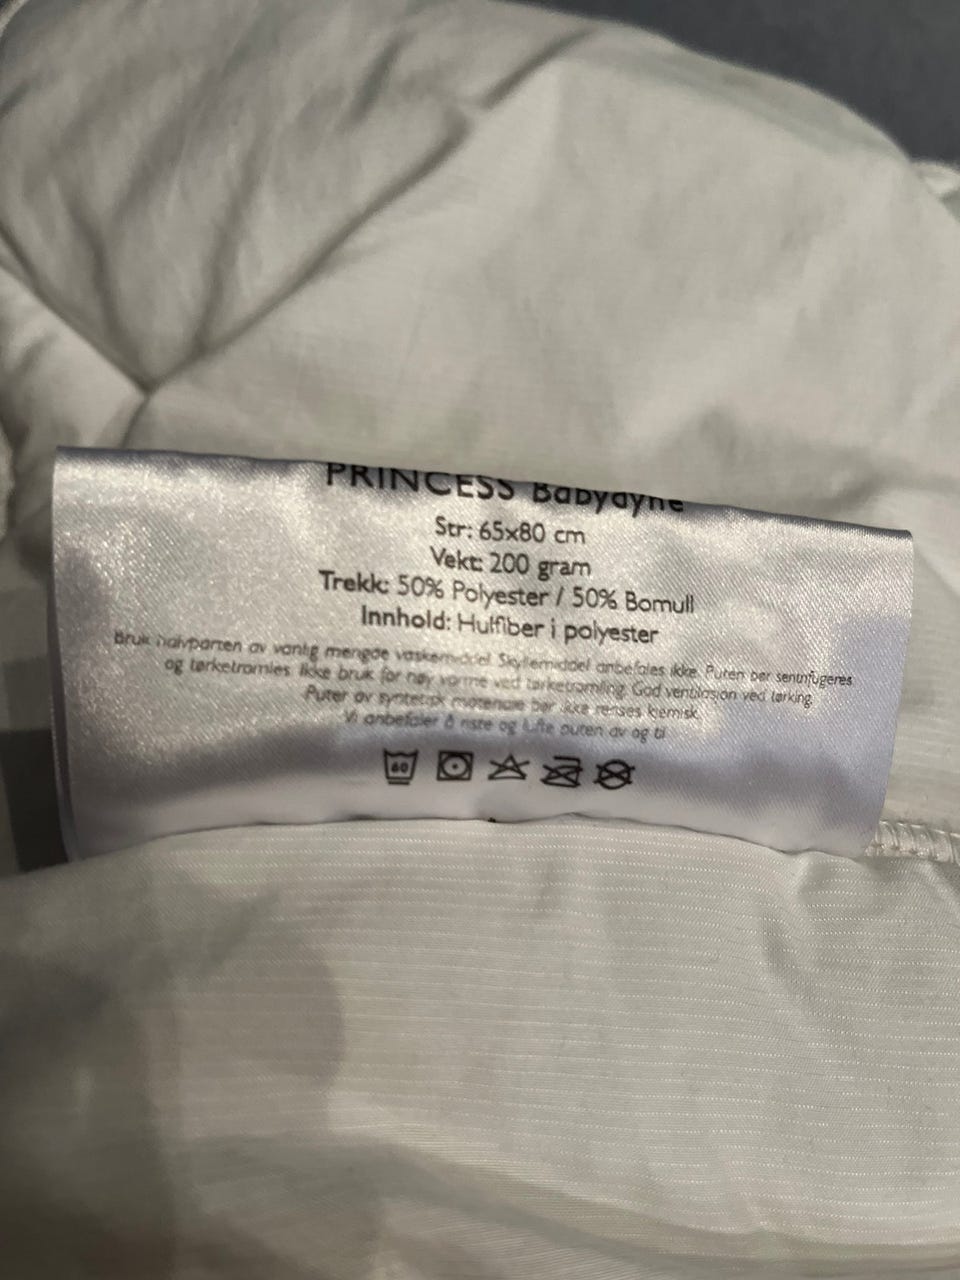 PRINCESS Babydyne
Str: 65x80 cm
Vekt: 200 gram
Trekk: 50% Polyester / 50% Bomull
Innhold: Hulfiber i polyester
Bruk halvparten av vanlig mengde vaskemiddel. Skyllemiddel anbefales ikke. Puten bør sentrifugeres
og tørketromles. Ikke bruk for høy varme ved tørketromling. God ventilasjon ved tørking.
Puter av syntetisk materiale bør ikke renses kjemisk.
Vi anbefaler å riste og lufte puten av og til
60